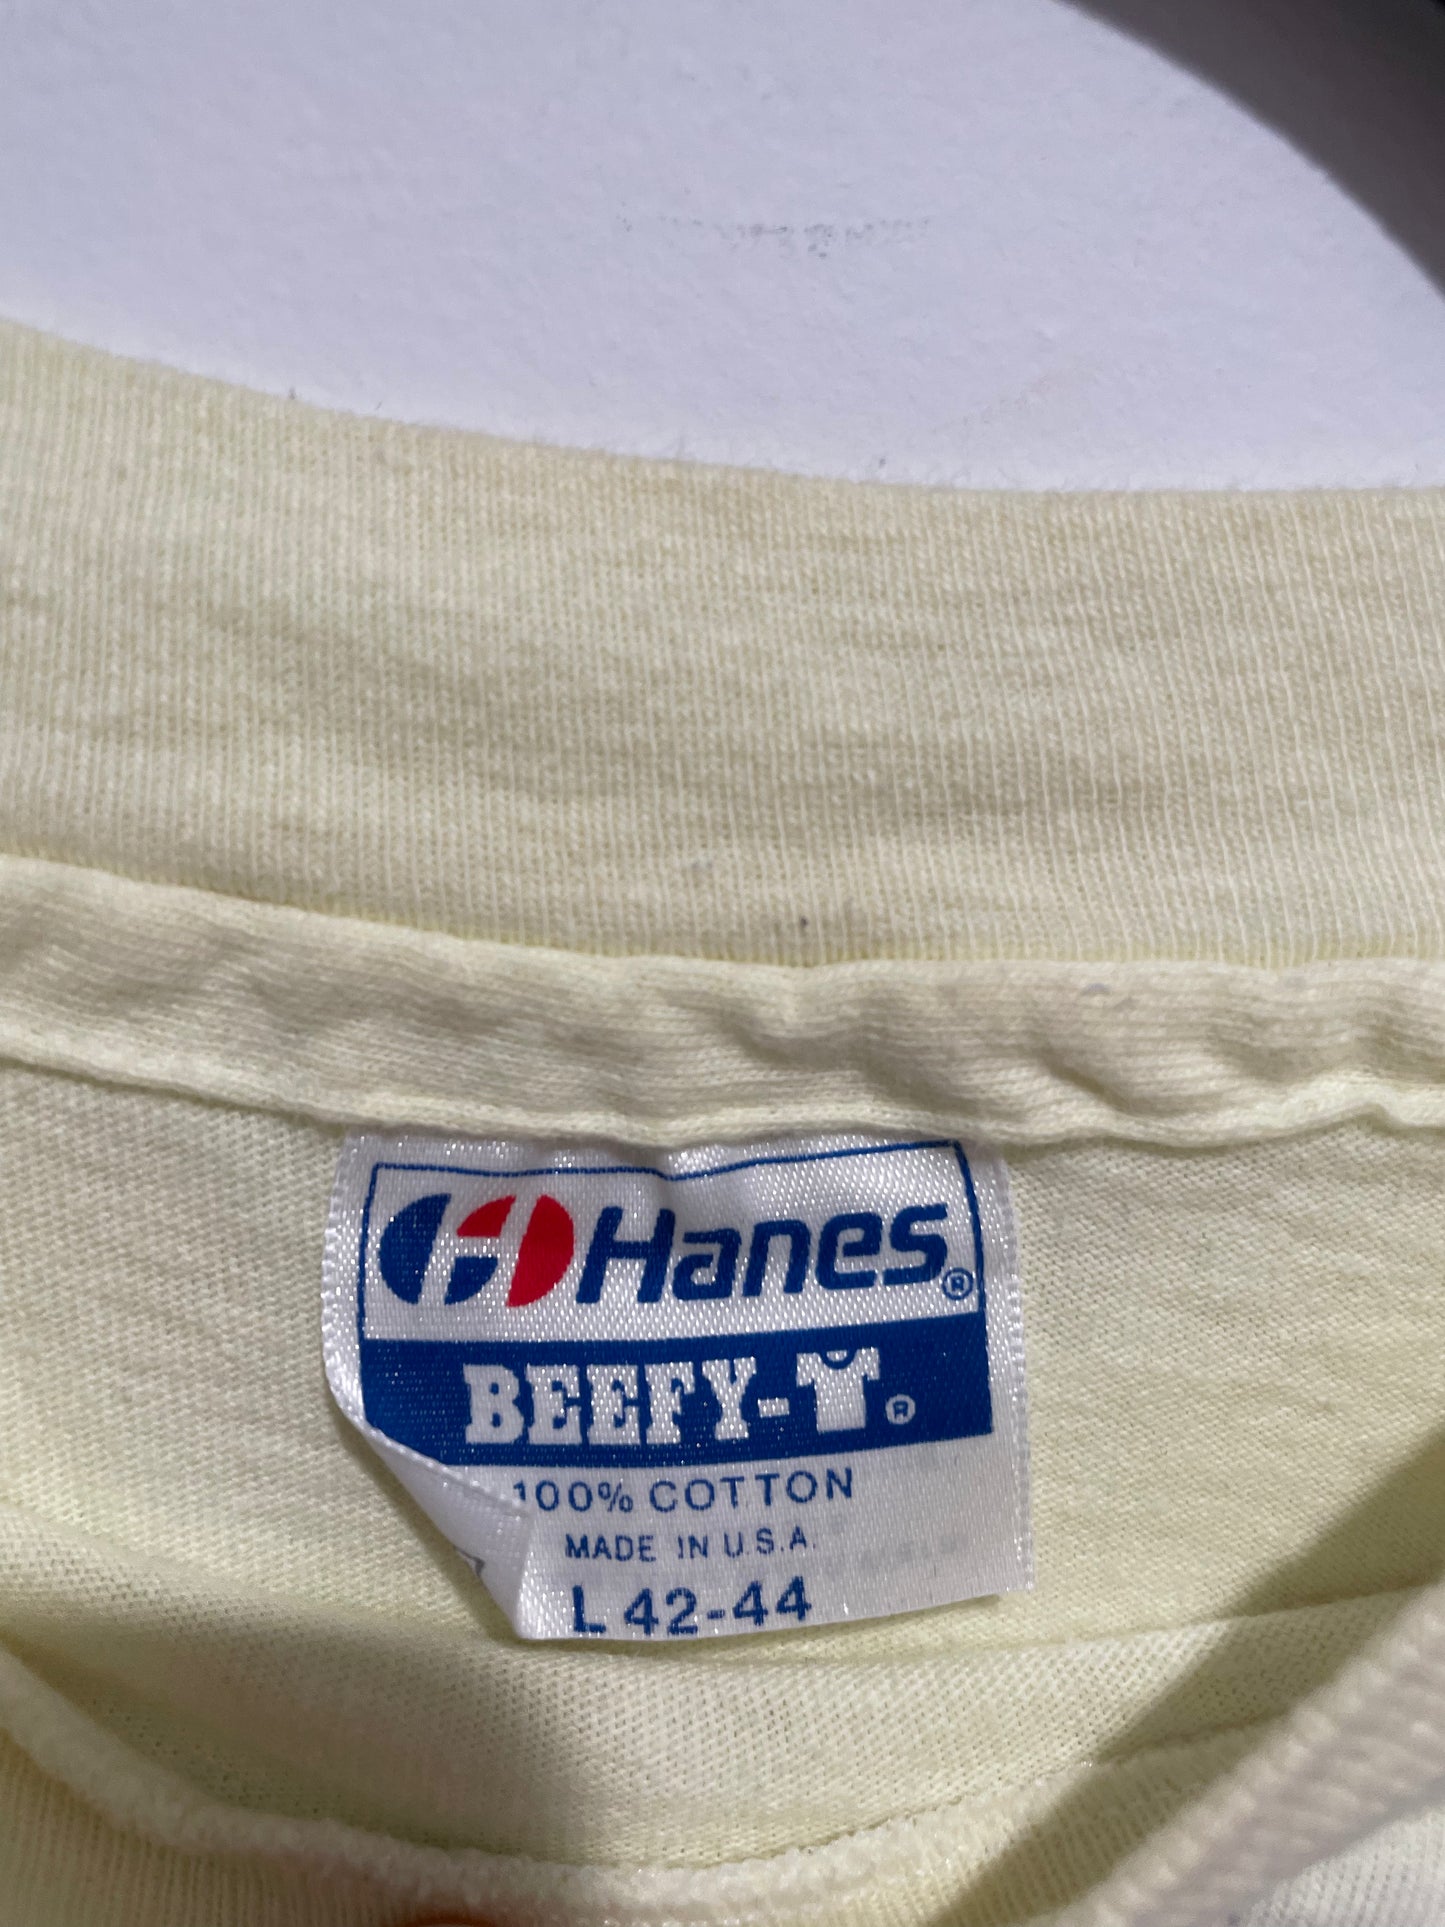 Hanes®
BEEFY-T®
100% COTTON
MADE IN U.S.A.
L 42-44